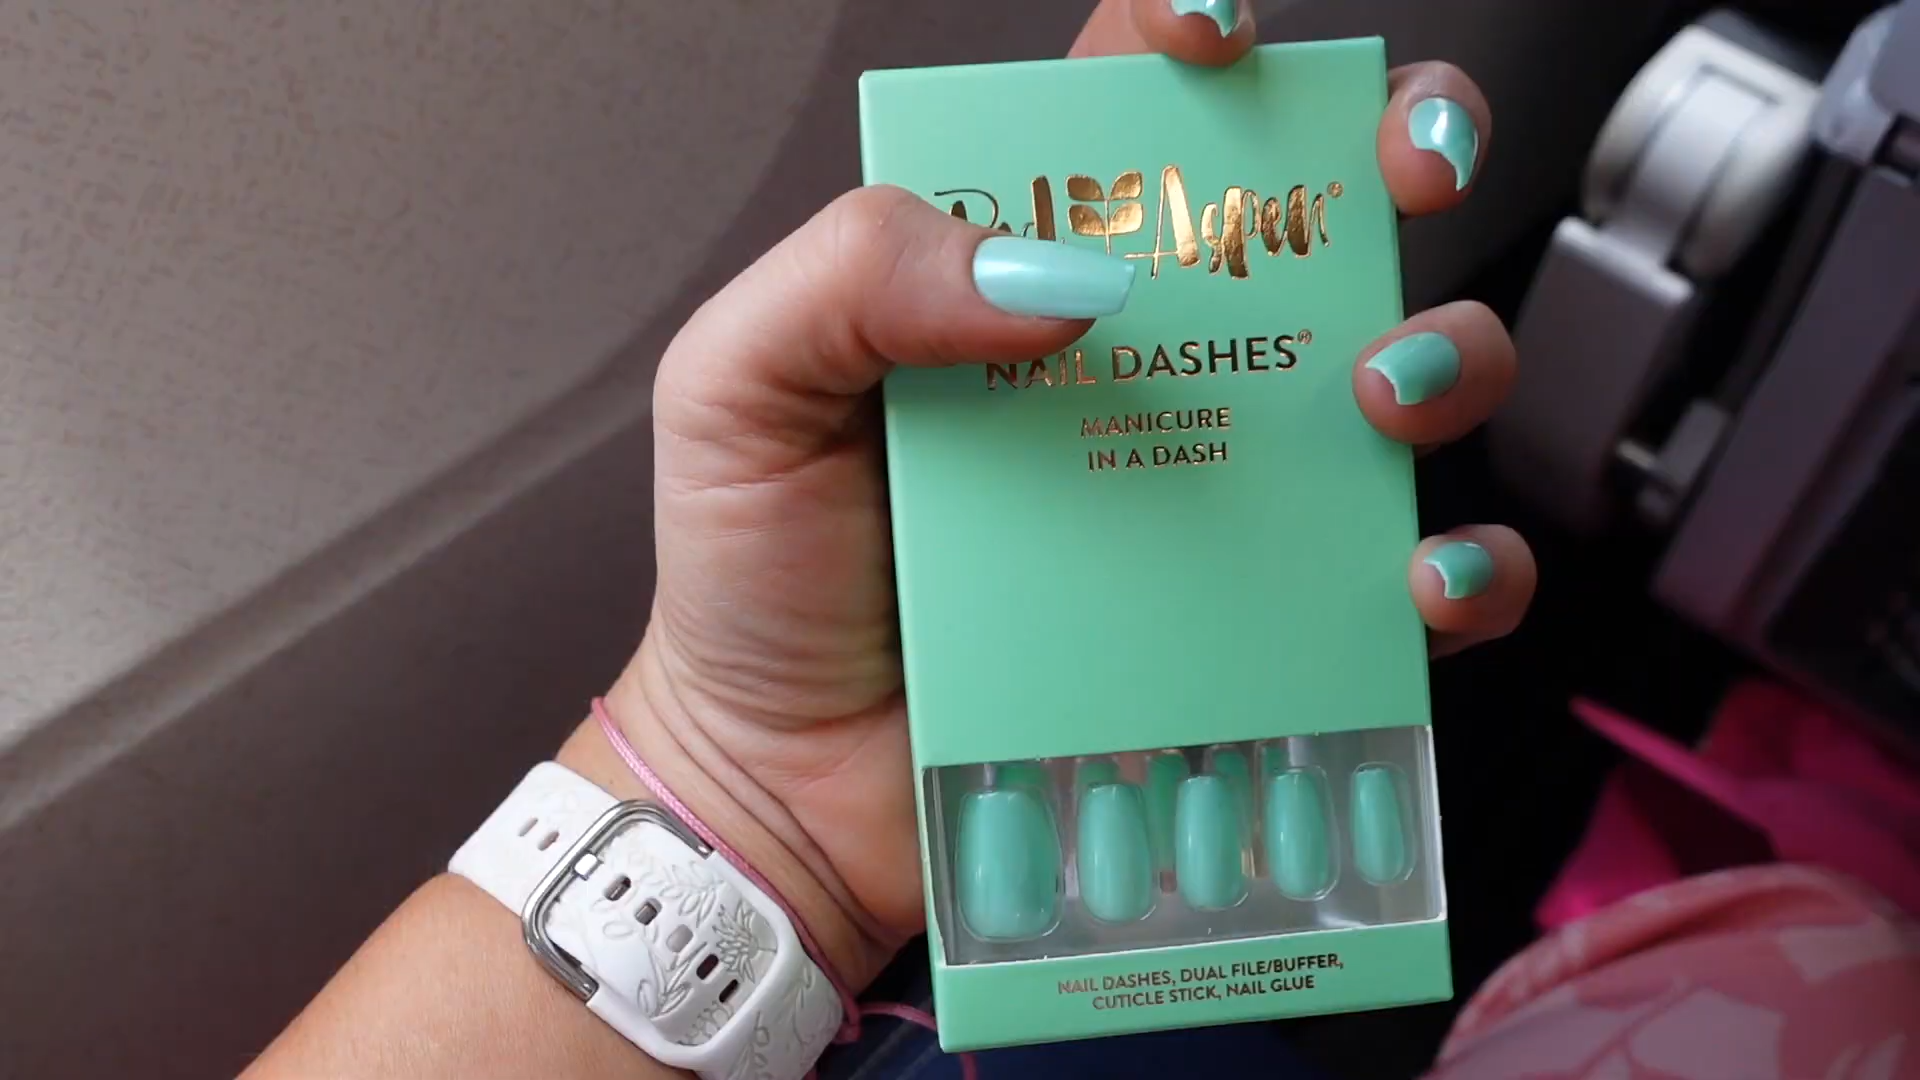 Red Aspen®
NAIL DASHES®
MANICURE
IN A DASH
NAIL DASHES, DUAL FILE/BUFFER,
CUTICLE STICK, NAIL GLUE